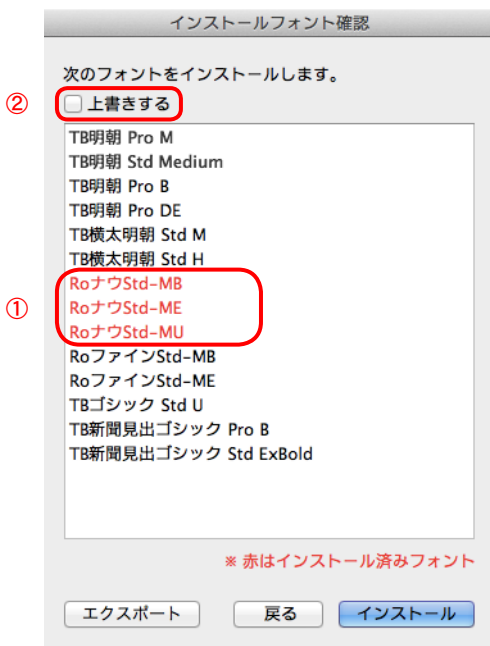 インストールフォント確認
次のフォントをインストールします。
② 上書きする
TB明朝 Pro M
TB明朝 Std Medium
TB明朝 Pro B
TB明朝 Pro DE
TB横太明朝 Std M
TB横太明朝 Std H
RoナウStd-MB
① RoナウStd-ME
RoナウStd-MU
RoファインStd-MB
RoファインStd-ME
TBゴシック Std U
TB新聞見出ゴシック Pro B
TB新聞見出ゴシック Std ExBold
※ 赤はインストール済みフォント
エクスポート 戻る インストール